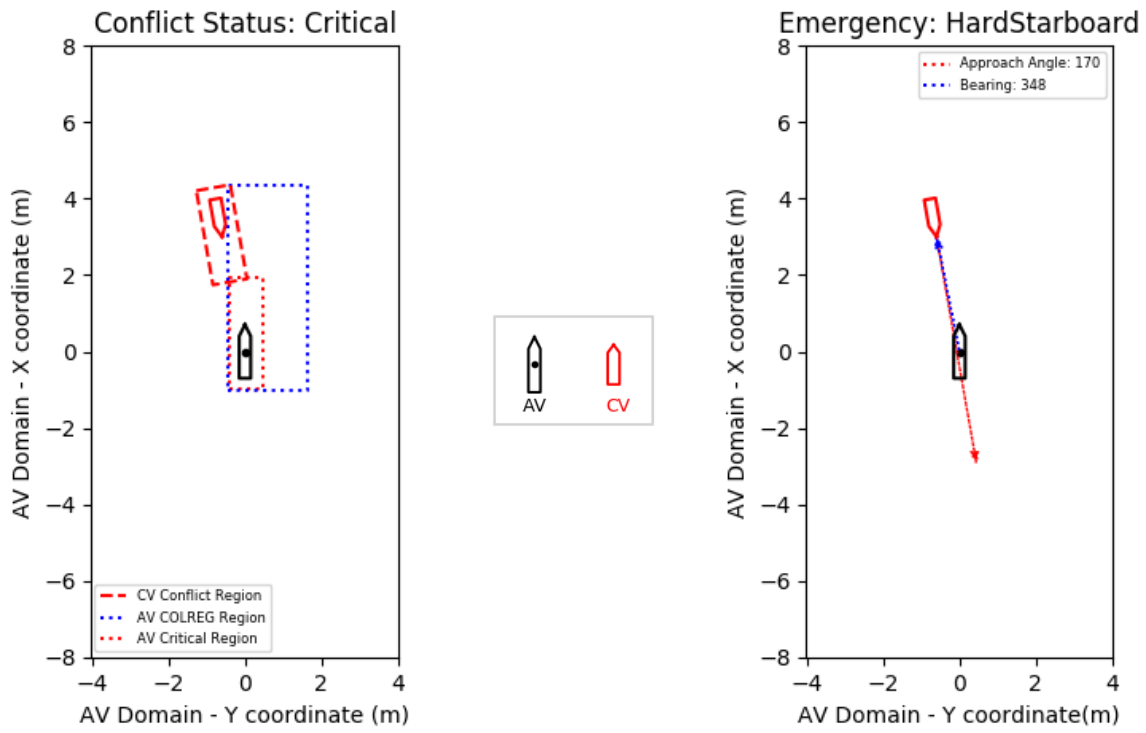 Conflict Status: Critical
8
6
4
2
0
−2
−4
−6
−8
AV Domain - X coordinate (m)
CV Conflict Region
AV COLREG Region
AV Critical Region
−4
−2
0
2
4
AV Domain - Y coordinate (m)
AV
CV
Emergency: HardStarboard
Approach Angle: 170
Bearing: 348
8
6
4
2
0
−2
−4
−6
−8
AV Domain - X coordinate (m)
−4
−2
0
2
4
AV Domain - Y coordinate(m)